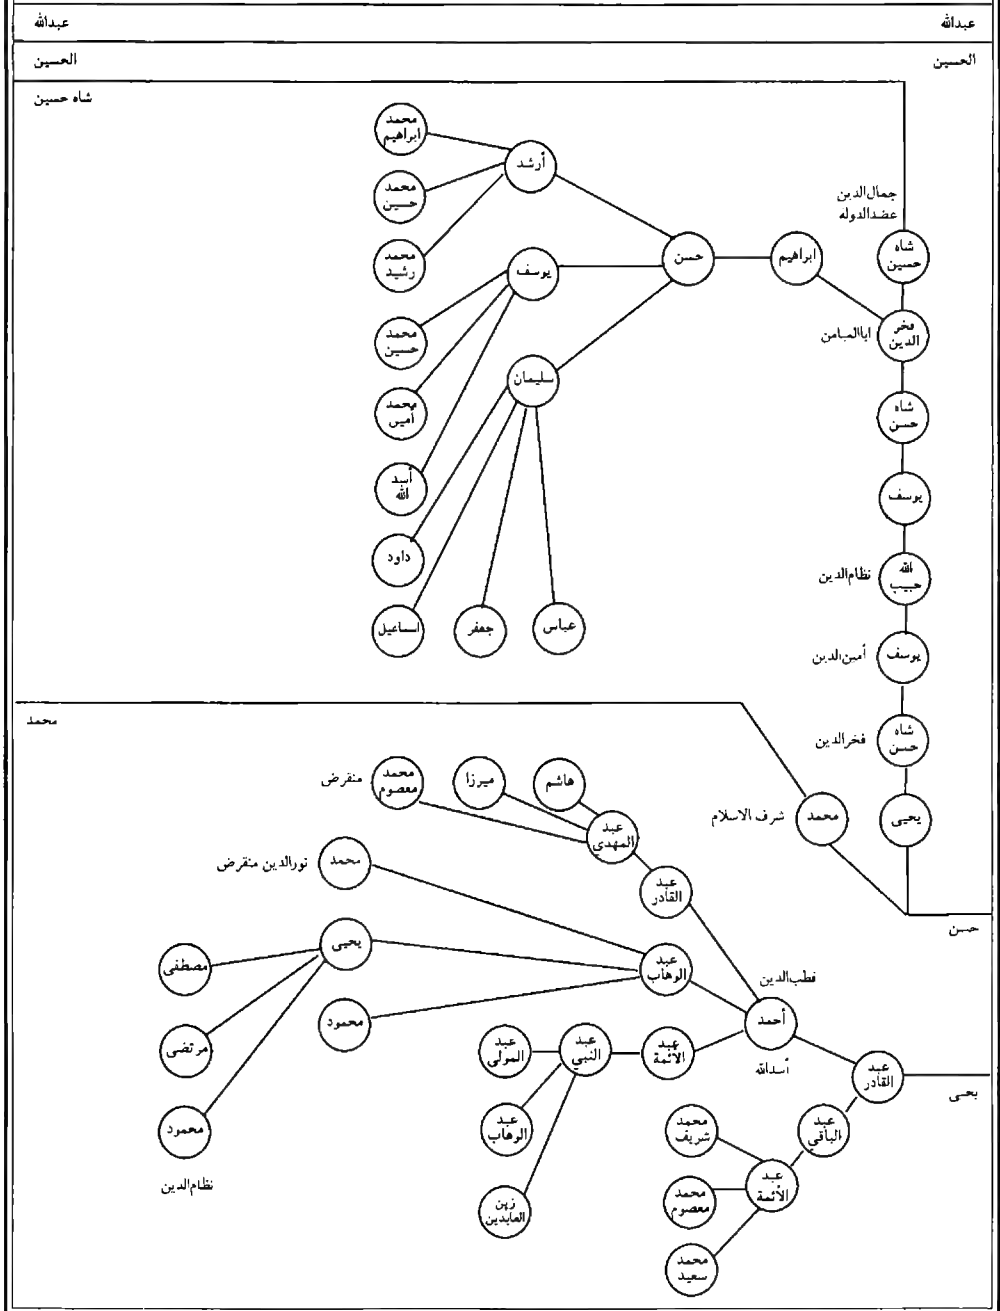 عبدالله
عبدالله
الحسين
الحسين
شاه حسين
جمال‌الدين
عضدالدوله
شاه
حسين
فخر
الدين
اباالميامن
ابراهيم
حسن
أرشد
محمد
ابراهيم
محمد
حسين
محمد
رشيد
يوسف
محمد
حسين
محمد
أمين
أسد
الله
سليمان
داود
اسماعيل
جعفر
عباس
شاه
حسن
يوسف
الله
حبيب
نظام‌الدين
يوسف
أمين‌الدين
شاه
حسن
فخرالدين
يحيى
محمد
شرف الاسلام
محمد
حسن
هاشم
ميرزا
محمد
معصوم
منقرض
عبد
المهدي
عبد
القادر
محمد
نورالدين منقرض
عبد
الوهاب
يحيى
محمود
مصطفى
مرتضى
محمود
نظام‌الدين
قطب‌الدين
أحمد
أسدالله
عبد
الائمة
عبد
النبي
عبد
المولى
عبد
الوهاب
زين
العابدين
عبد
القادر
يحيى
عبد
الباقي
عبد
الأئمة
محمد
شريف
محمد
معصوم
محمد
سعيد